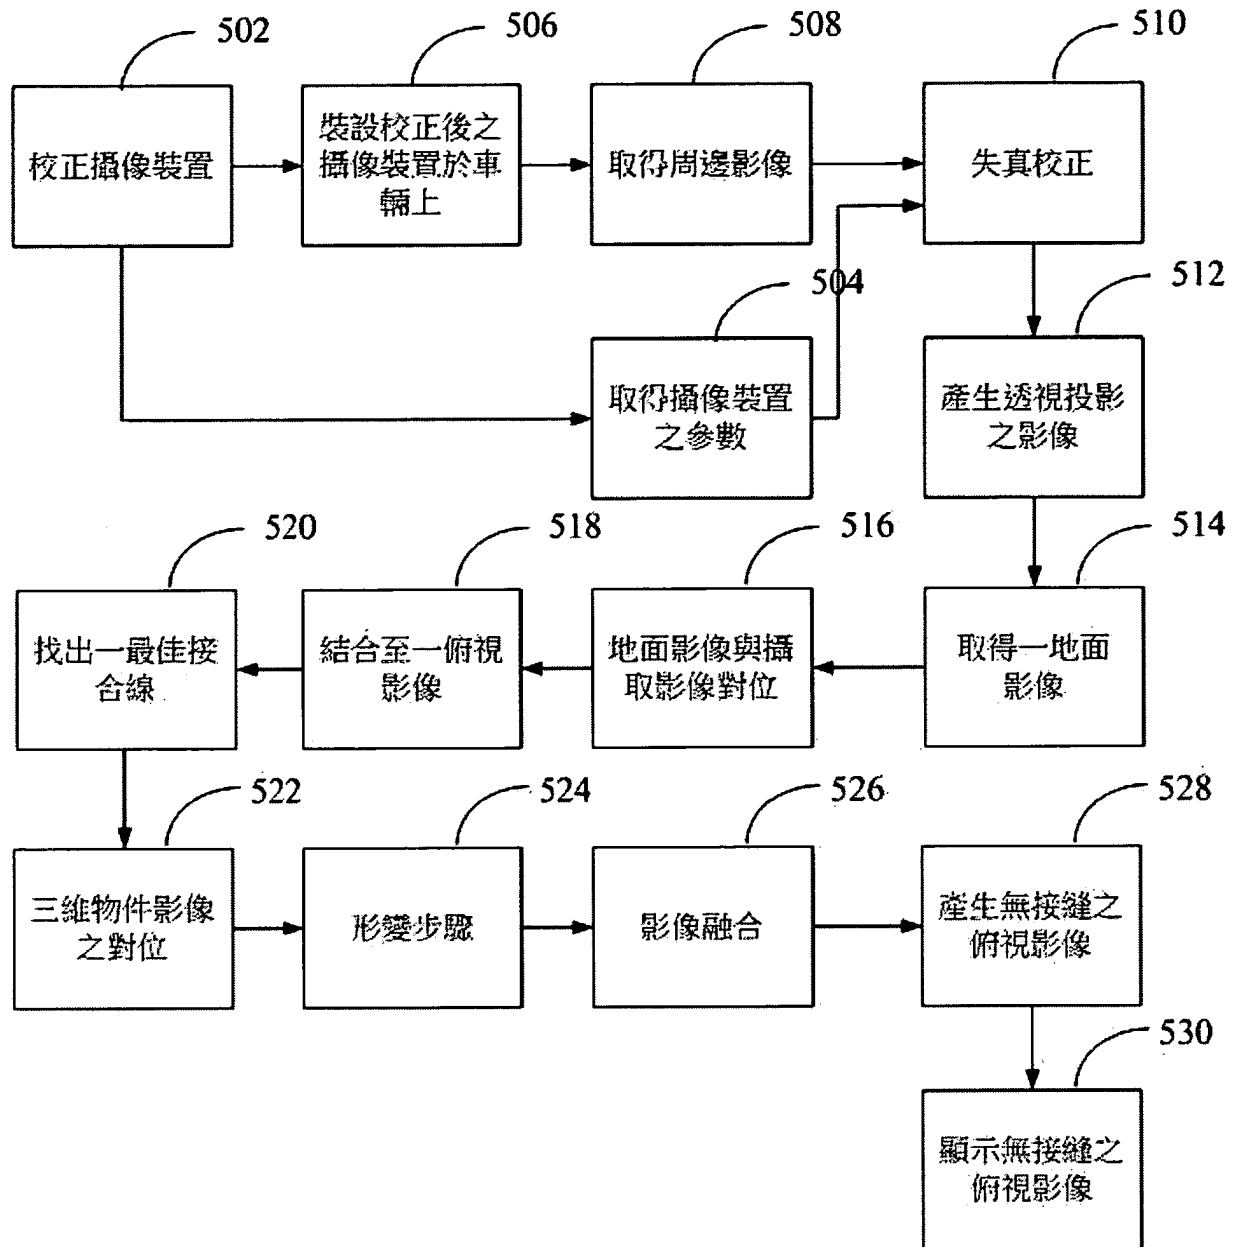 502
506
508
510
校正攝像裝置
裝設校正後之
攝像裝置於車
輛上
取得周邊影像
失真校正
504
512
取得攝像裝置
之參數
產生透視投影
之影像
520
518
516
514
找出一最佳接
合線
結合至一俯視
影像
地面影像與攝
取影像對位
取得一地面
影像
522
524
526
528
三維物件影像
之對位
形變步驟
影像融合
產生無接縫之
俯視影像
530
顯示無接縫之
俯視影像